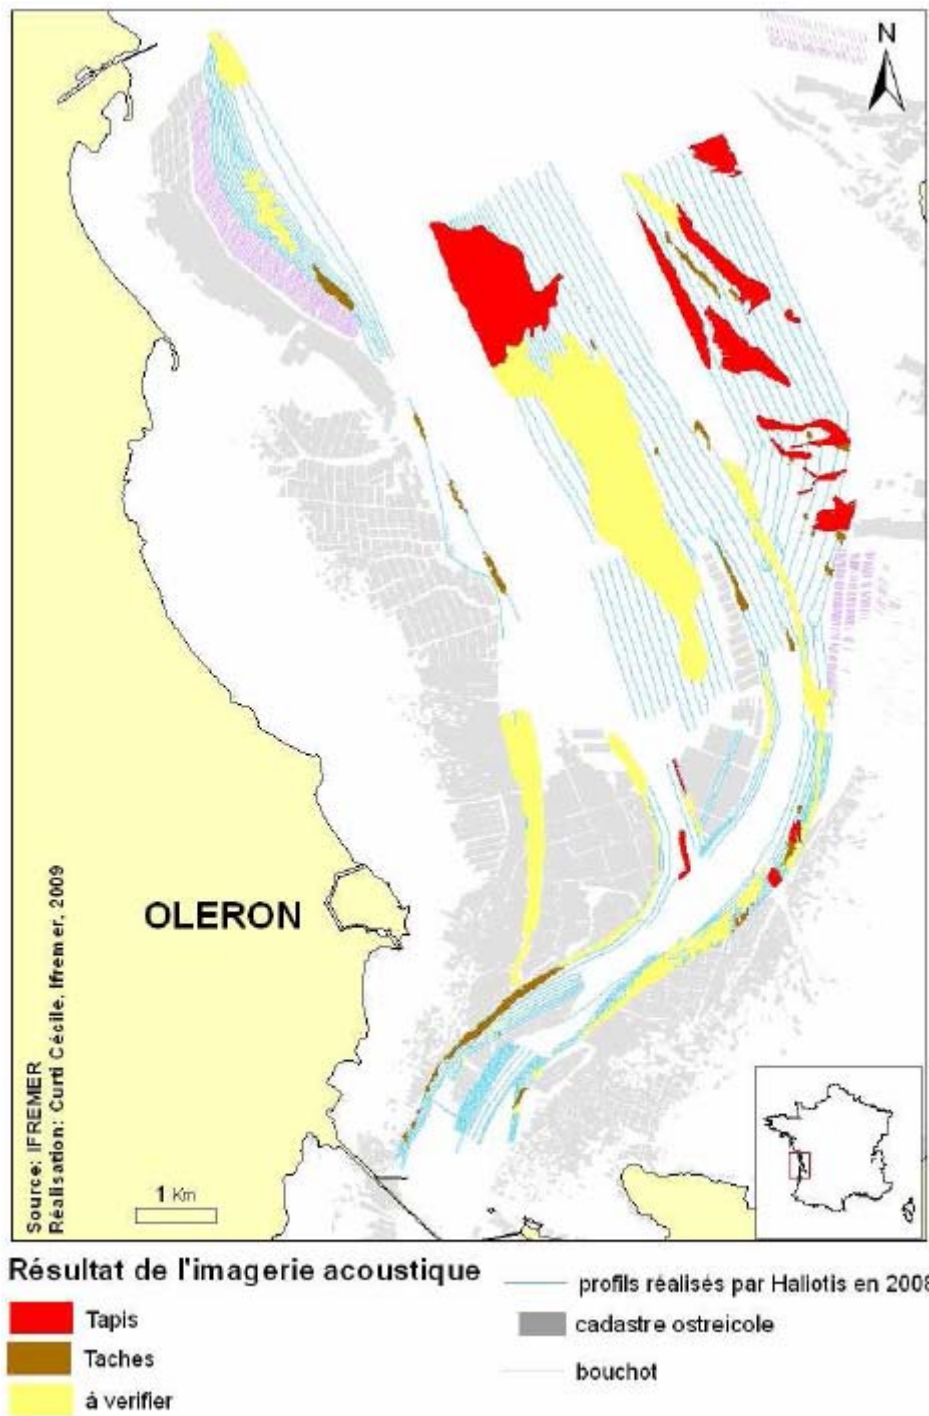 N
OLERON
Source: IFREMER
Réalisation: Curti Cécile, Ifremer, 2009
1 Km
Résultat de l'imagerie acoustique
Tapis
Taches
à verifier
profils réalisés par Haliotis en 2008
cadastre ostreicole
bouchot